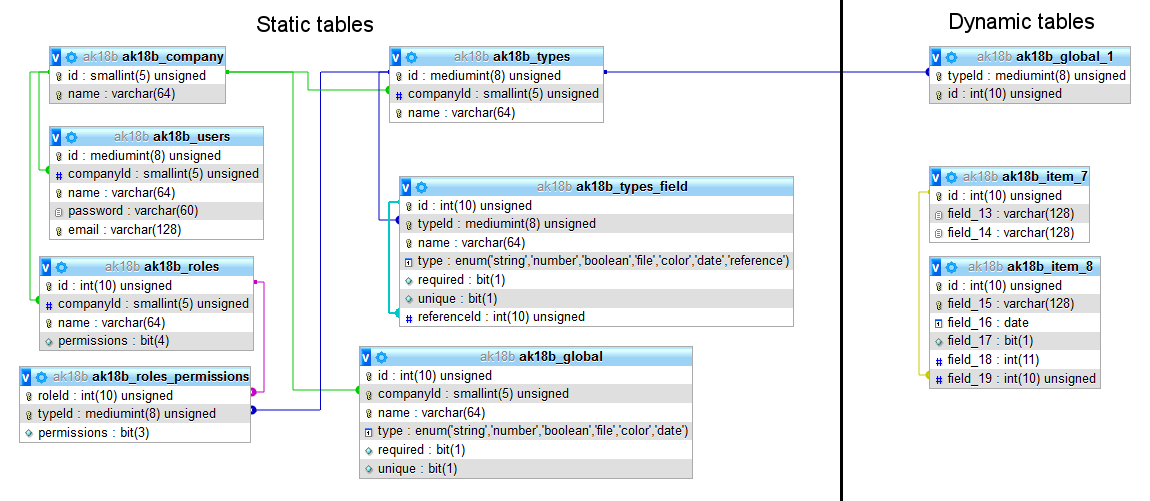 Static tables
Dynamic tables
ak18b ak18b_company
id : smallint(5) unsigned
name : varchar(64)
ak18b ak18b_users
id : mediumint(8) unsigned
companyId : smallint(5) unsigned
name : varchar(64)
password : varchar(60)
email : varchar(128)
ak18b ak18b_roles
id : int(10) unsigned
companyId : smallint(5) unsigned
name : varchar(64)
permissions : bit(4)
ak18b ak18b_roles_permissions
roleId : int(10) unsigned
typeId : mediumint(8) unsigned
permissions : bit(3)
ak18b ak18b_types
id : mediumint(8) unsigned
companyId : smallint(5) unsigned
name : varchar(64)
ak18b ak18b_types_field
id : int(10) unsigned
typeId : mediumint(8) unsigned
name : varchar(64)
type : enum('string','number','boolean','file','color','date','reference')
required : bit(1)
unique : bit(1)
referenceId : int(10) unsigned
ak18b ak18b_global
id : int(10) unsigned
companyId : smallint(5) unsigned
name : varchar(64)
type : enum('string','number','boolean','file','color','date')
required : bit(1)
unique : bit(1)
ak18b ak18b_global_1
typeId : mediumint(8) unsigned
id : int(10) unsigned
ak18b ak18b_item_7
id : int(10) unsigned
field_13 : varchar(128)
field_14 : varchar(128)
ak18b ak18b_item_8
id : int(10) unsigned
field_15 : varchar(128)
field_16 : date
field_17 : bit(1)
field_18 : int(11)
field_19 : int(10) unsigned